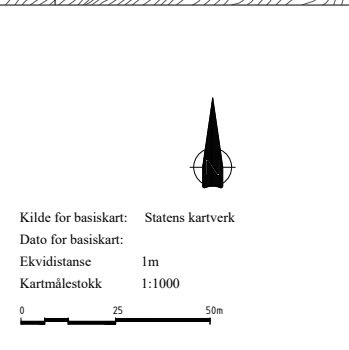 N
Kilde for basiskart: Statens kartverk
Dato for basiskart:
Ekvidistanse 1m
Kartmålestokk 1:1000
0 25 50m